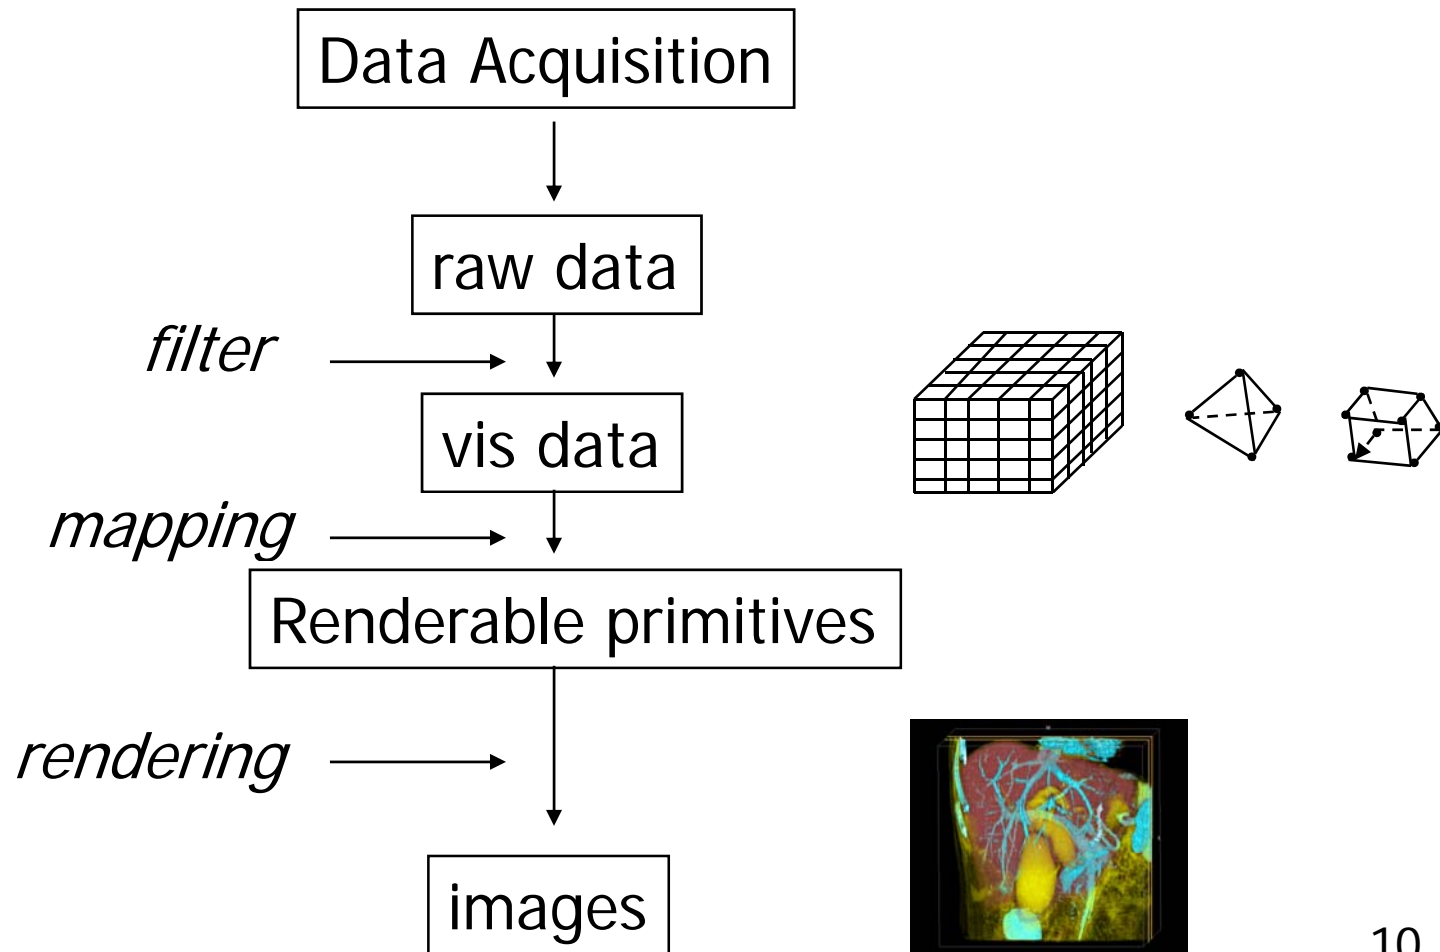 Data Acquisition
raw data
filter
vis data
mapping
Renderable primitives
rendering
images
10